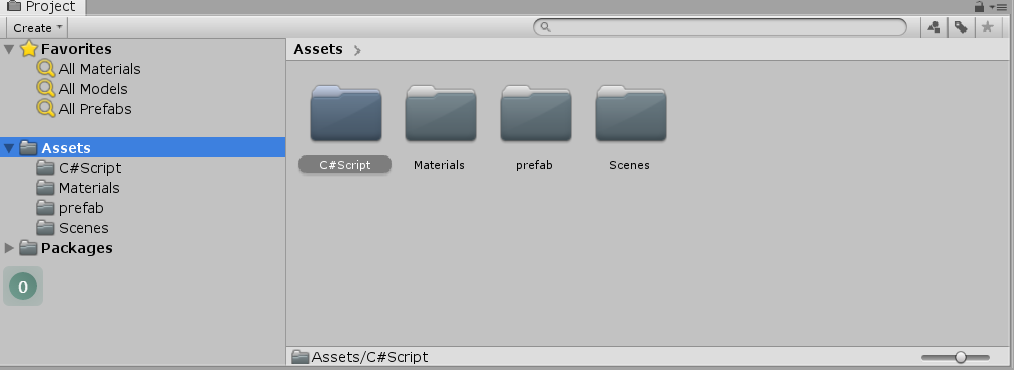 Project
Create
Favorites
All Materials
All Models
All Prefabs
Assets
C#Script
Materials
prefab
Scenes
Packages
0
Assets
C#Script
Materials
prefab
Scenes
Assets/C#Script